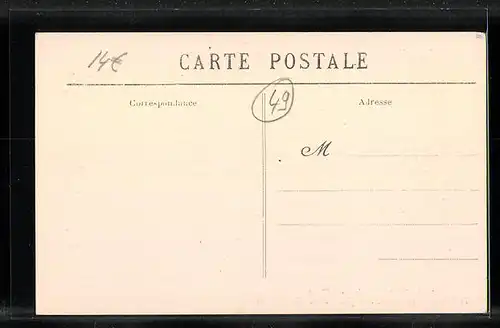 14€
CARTE POSTALE
49
Correspondance
Adresse
M